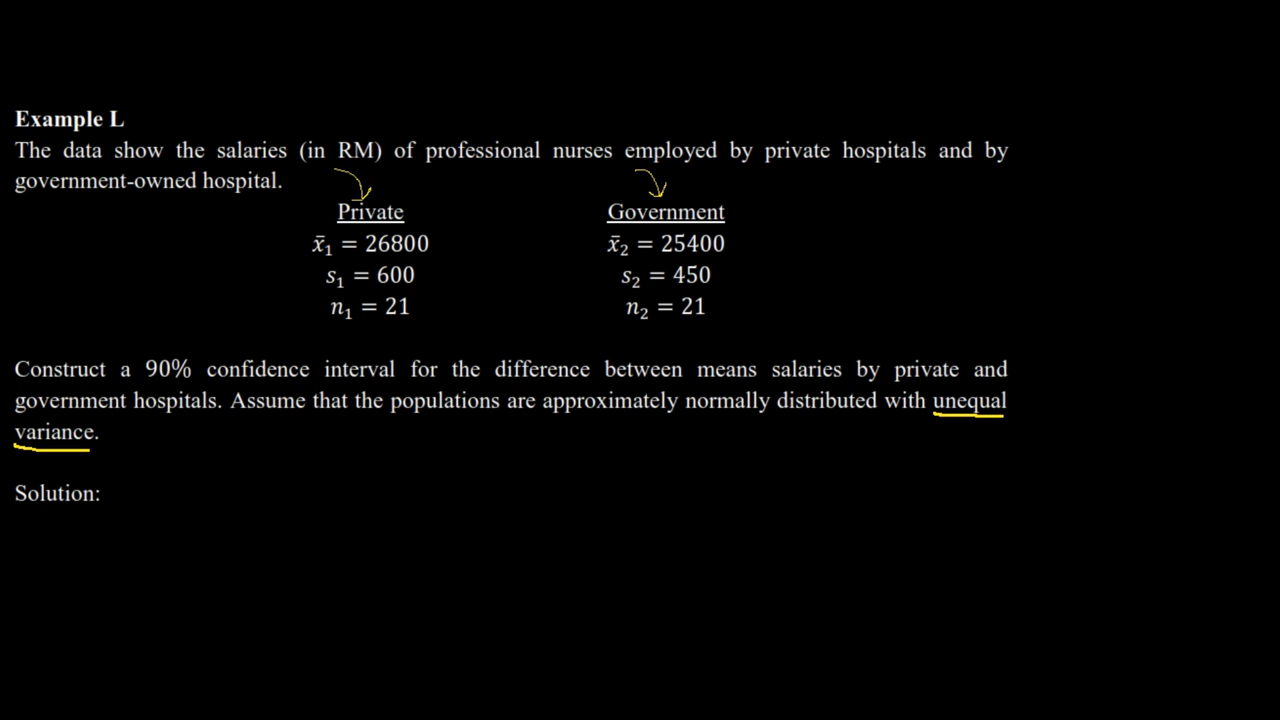 Example L
The data show the salaries (in RM) of professional nurses employed by private hospitals and by
government-owned hospital.
Private Government
x̄₁ = 26800 x̄₂ = 25400
s₁ = 600 s₂ = 450
n₁ = 21 n₂ = 21
Construct a 90% confidence interval for the difference between means salaries by private and
government hospitals. Assume that the populations are approximately normally distributed with unequal
variance.
Solution: